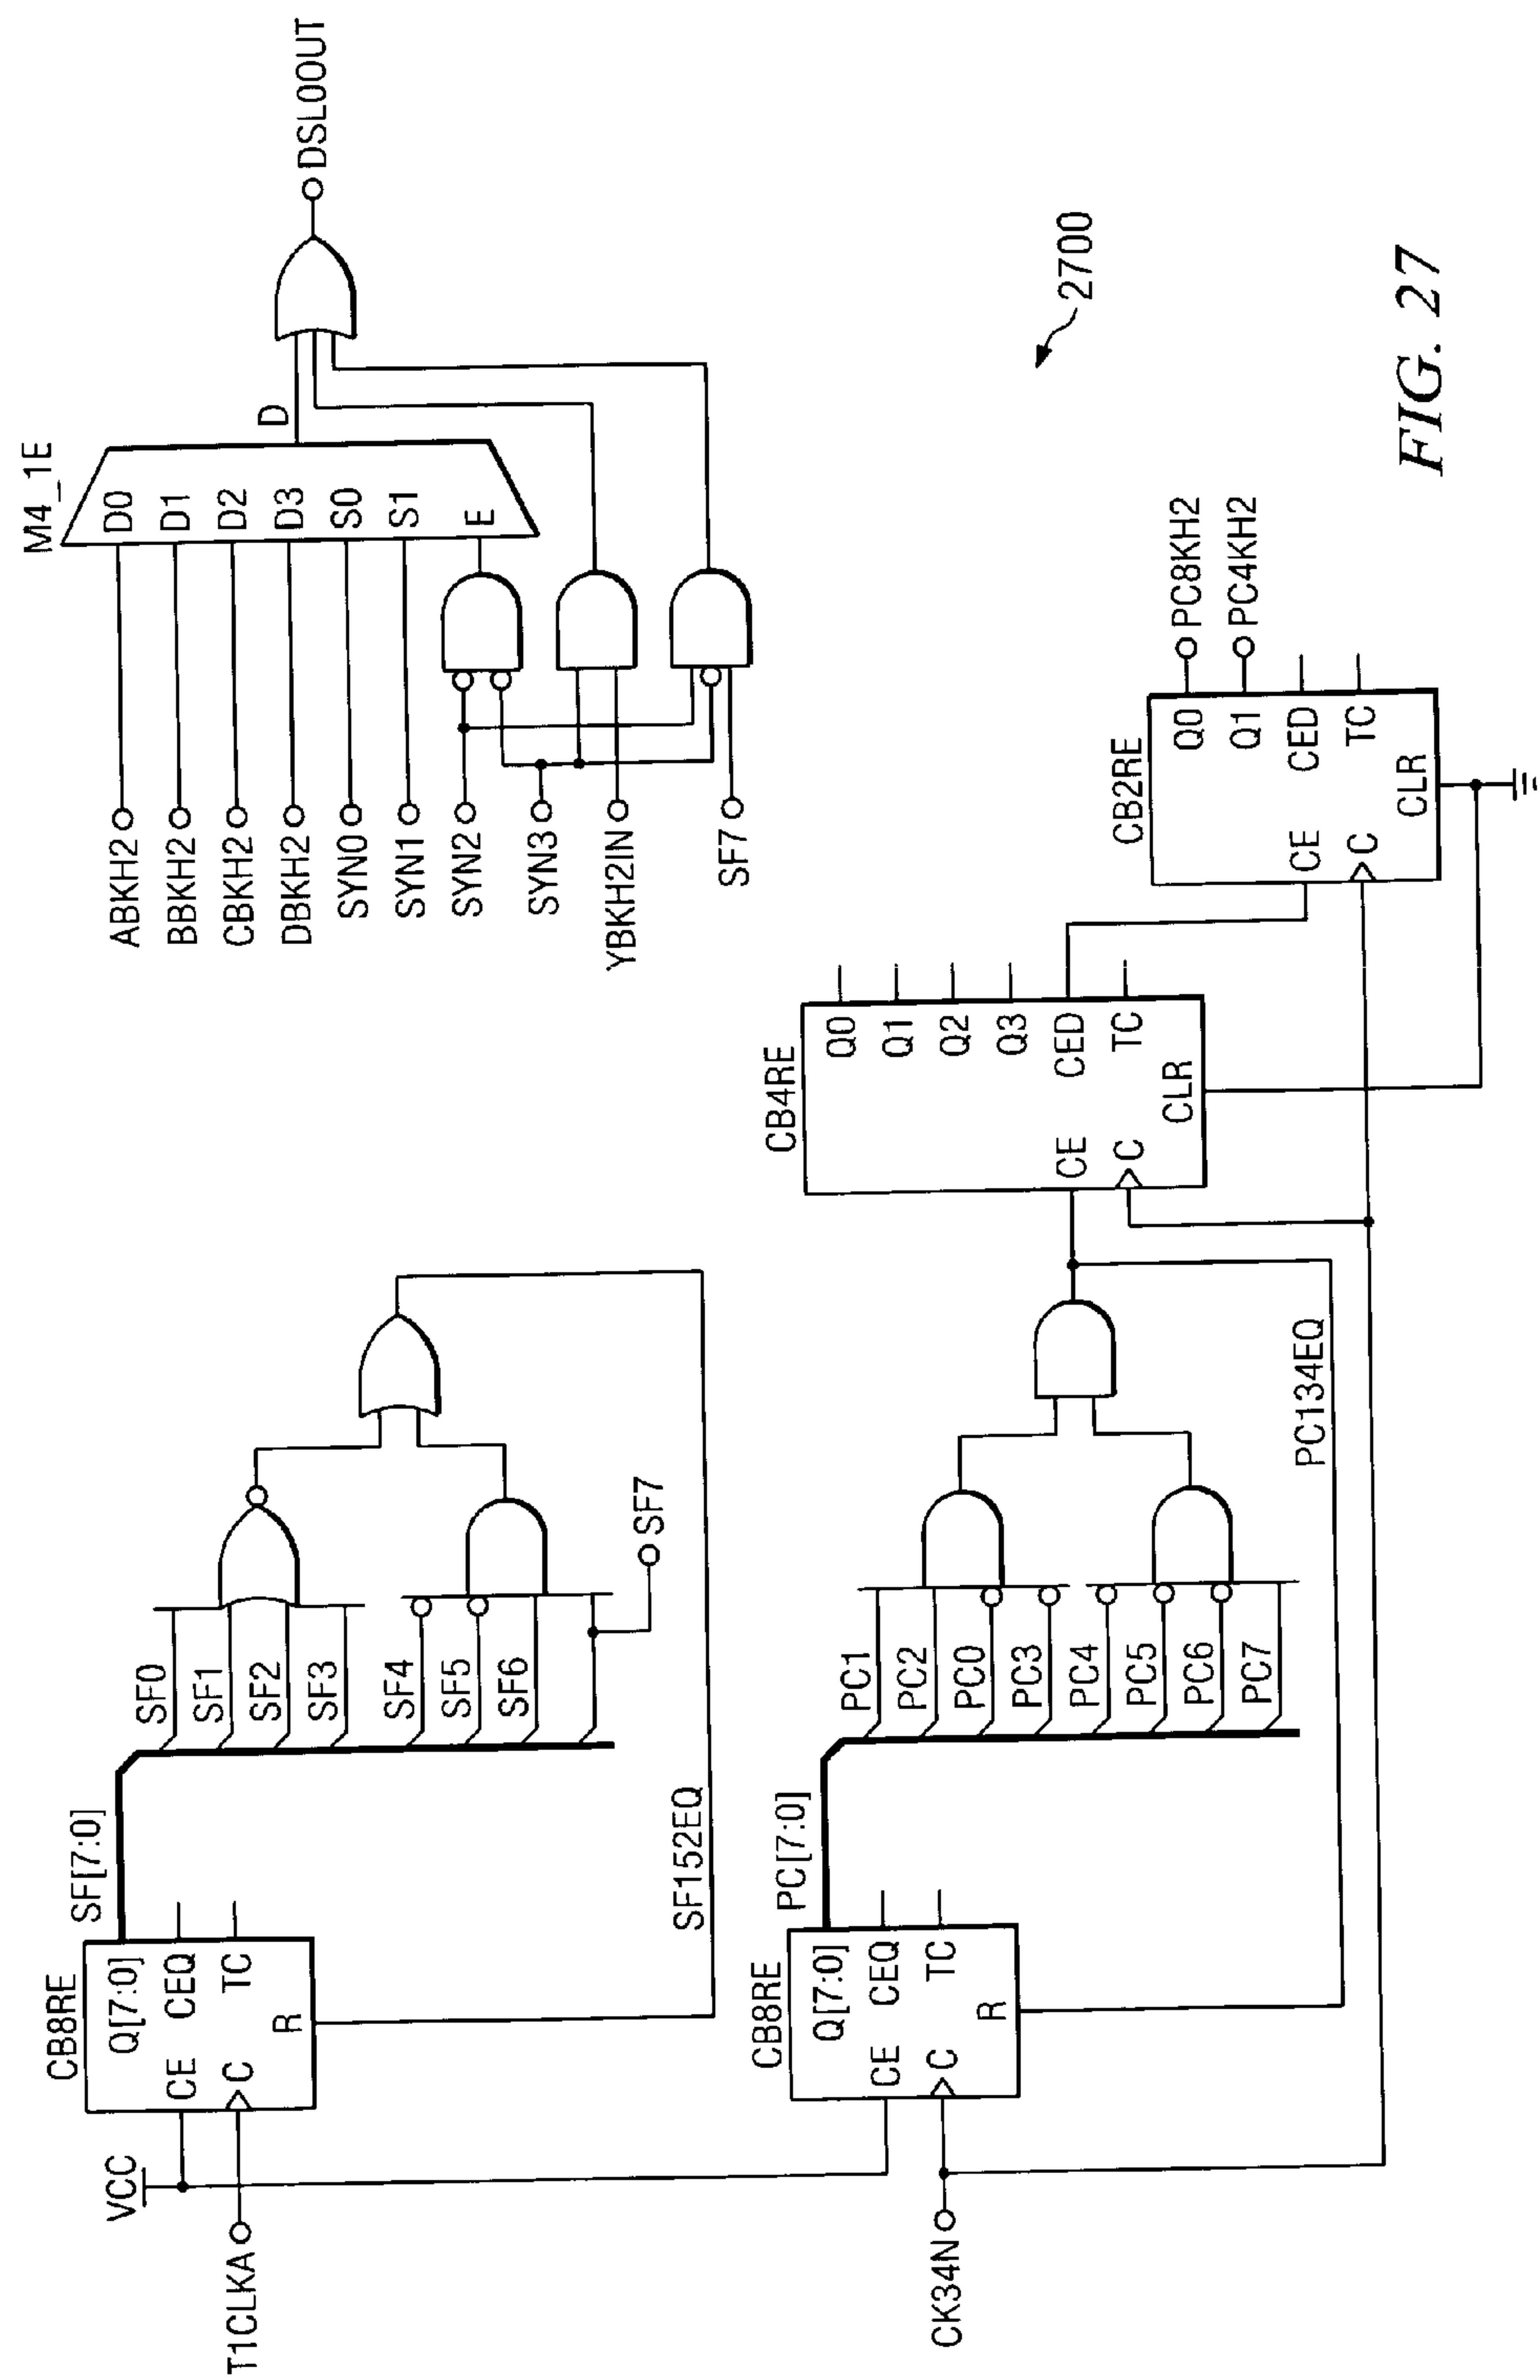 M4_1E
ABKH2
D0
BBKH2
D1
CBKH2
D2
DBKH2
D3
D
DSL0OUT
SYN0
S0
SYN1
S1
SYN2
E
SYN3
YBKH2IN
SF7
VCC
T1CLKA
CB8RE
Q[7:0]
CE
CEQ
C
TC
R
SF[7:0]
SF0
SF1
SF2
SF3
SF4
SF5
SF6
SF7
SF152EQ
CK34N
CB8RE
Q[7:0]
CE
CEQ
C
TC
R
PC[7:0]
PC1
PC2
PC0
PC3
PC4
PC5
PC6
PC7
PC134EQ
CB4RE
Q0
Q1
Q2
Q3
CE
CED
C
TC
CLR
CB2RE
Q0
PC8KH2
Q1
PC4KH2
CE
CED
C
TC
CLR
2700
FIG. 27